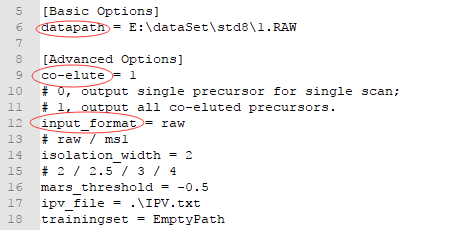 5 [Basic Options]
6 datapath = E:\dataSet\std8\1.RAW
7
8 [Advanced Options]
9 co-elute = 1
10 # 0, output single precursor for single scan;
11 # 1, output all co-eluted precursors.
12 input_format = raw
13 # raw / ms1
14 isolation_width = 2
15 # 2 / 2.5 / 3 / 4
16 mars_threshold = -0.5
17 ipv_file = .\IPV.txt
18 trainingset = EmptyPath